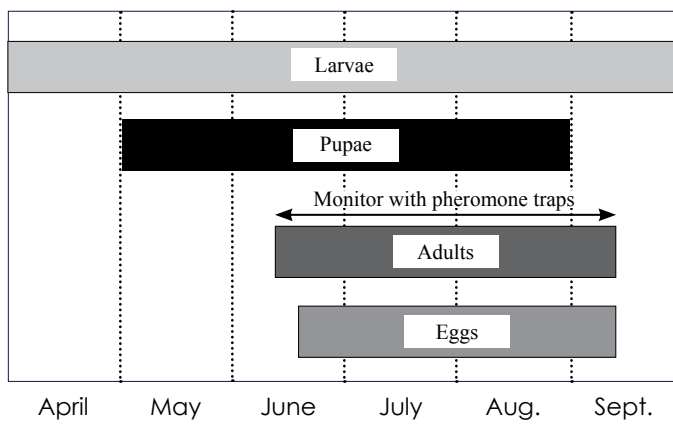 Larvae
Pupae
Monitor with pheromone traps
Adults
Eggs
April May June July Aug. Sept.